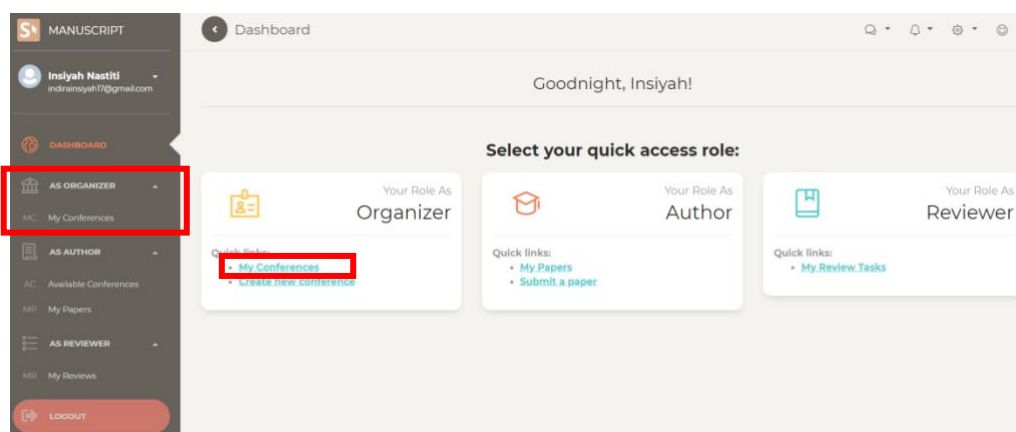 MANUSCRIPT
Insiyah Nastiti
indirainsiyah17@gmail.com
DASHBOARD
AS ORGANIZER
MC My Conferences
AS AUTHOR
AC Available Conferences
MP My Papers
AS REVIEWER
MR My Reviews
LOGOUT
Dashboard
Goodnight, Insiyah!
Select your quick access role:
Your Role As
Organizer
Quick links:
My Conferences
Create new conference
Your Role As
Author
Quick links:
My Papers
Submit a paper
Your Role As
Reviewer
Quick links:
My Review Tasks